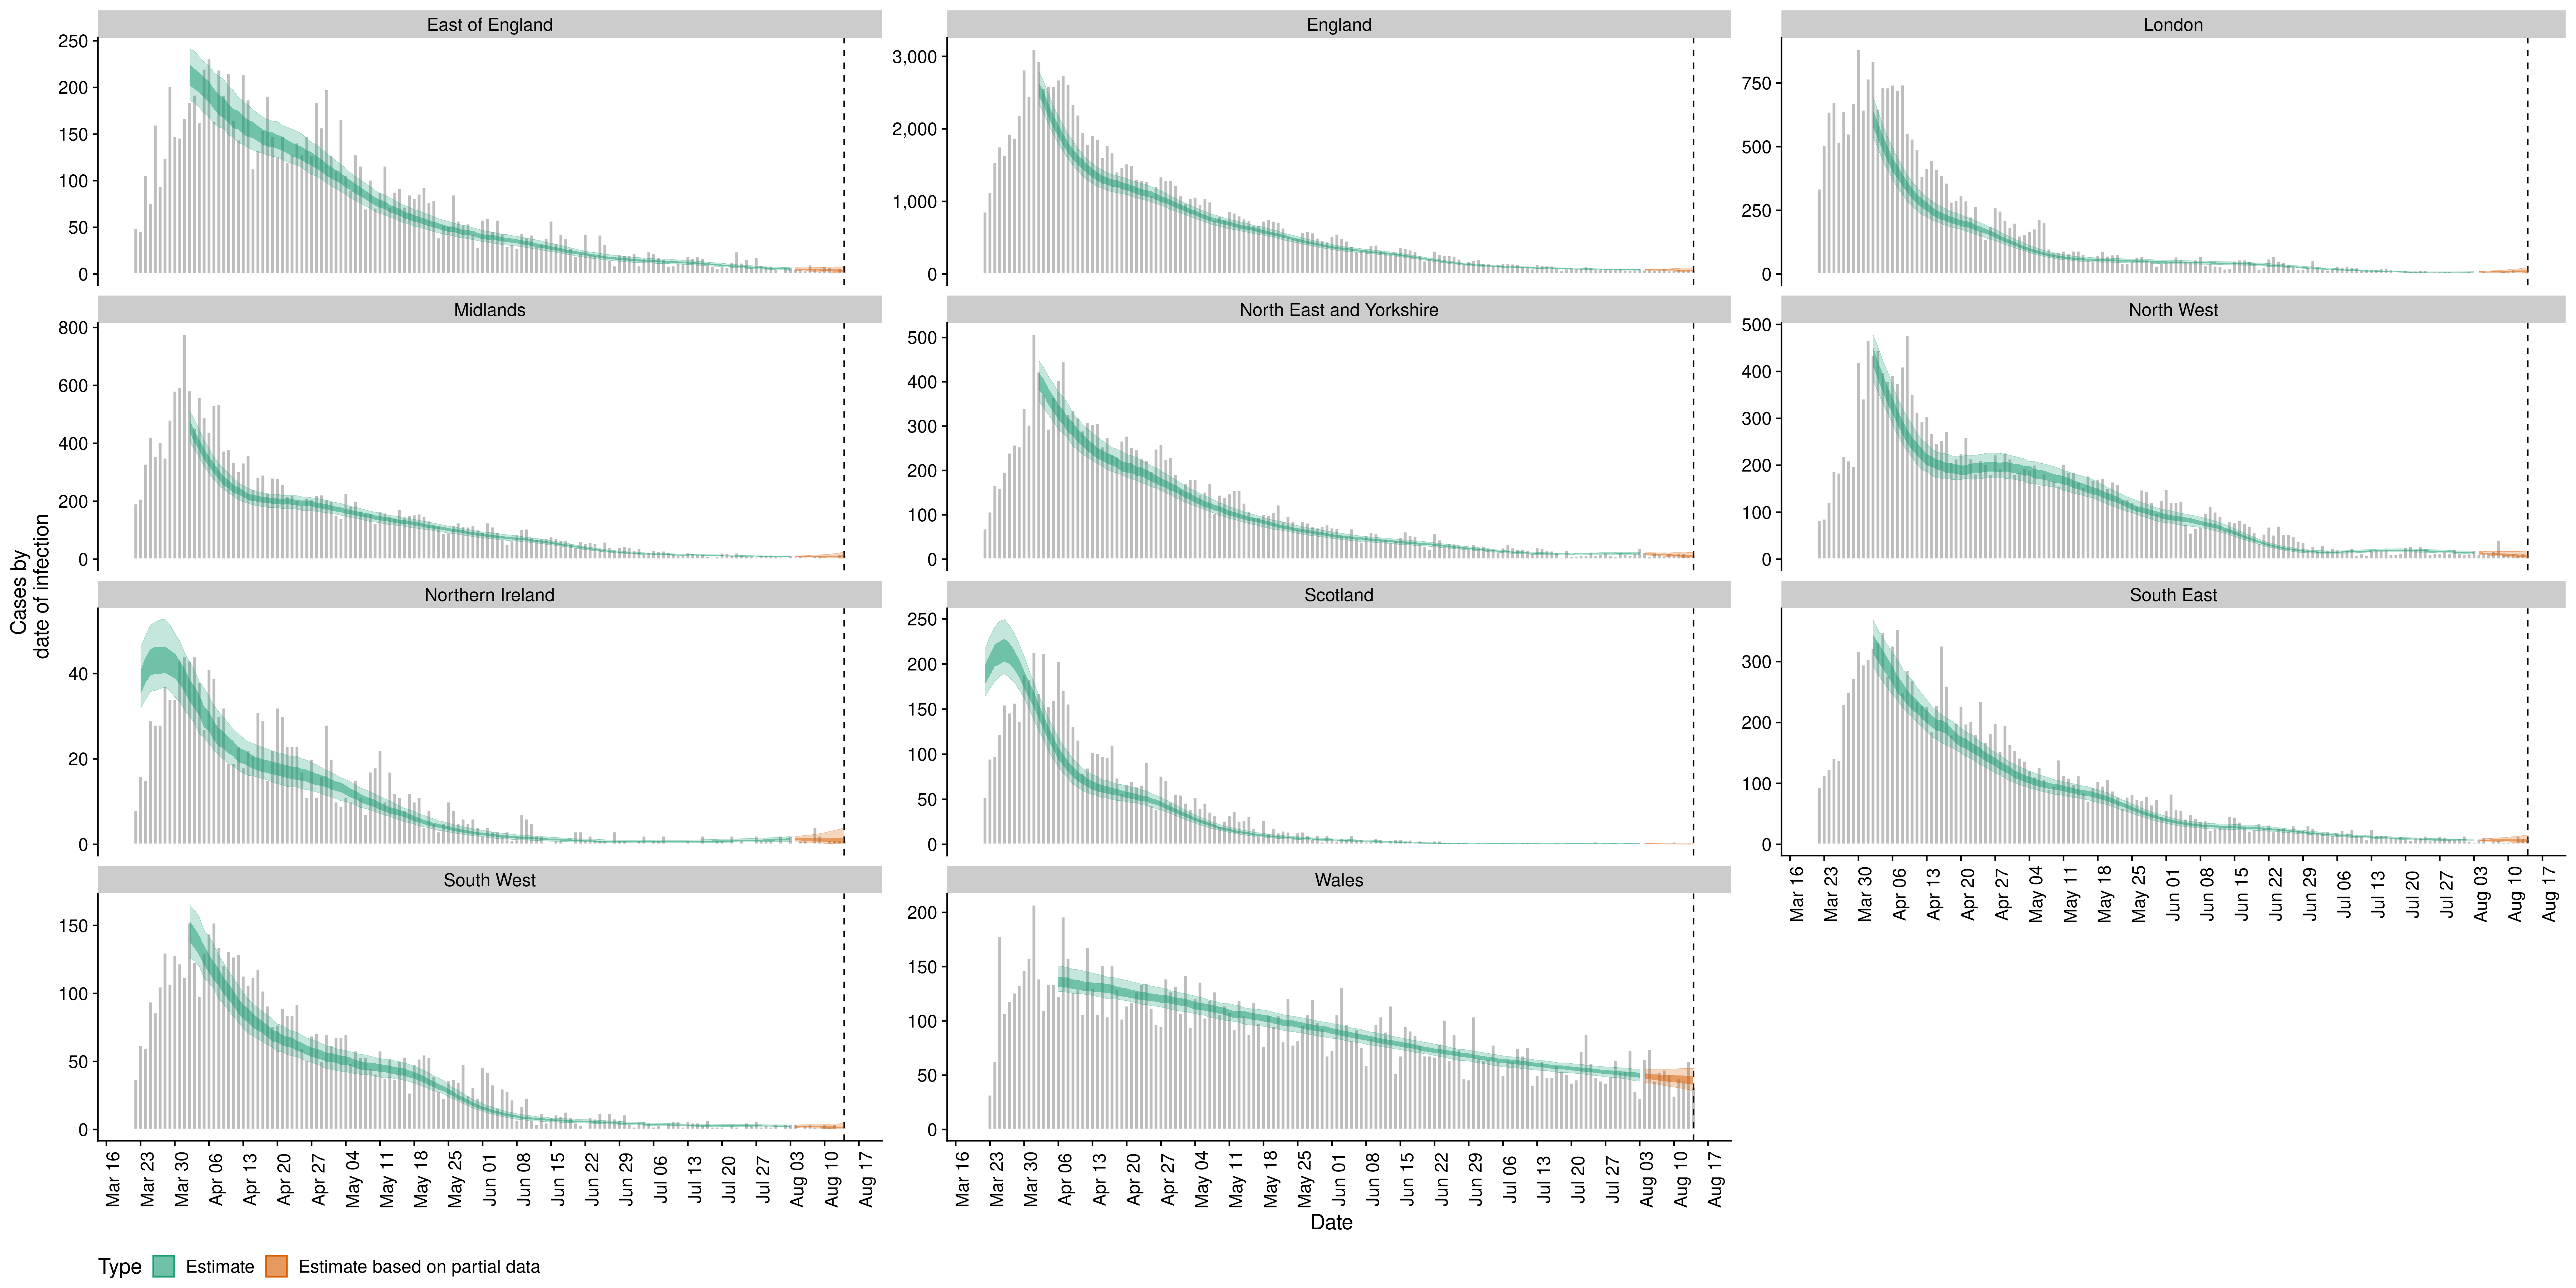 East of England
England
London
250
200
150
100
50
0
3,000
2,000
1,000
0
750
500
250
0
Midlands
North East and Yorkshire
North West
800
600
400
200
0
500
400
300
200
100
0
500
400
300
200
100
0
Cases by
date of infection
Northern Ireland
Scotland
South East
40
20
0
250
200
150
100
50
0
300
200
100
0
Mar 16
Mar 23
Mar 30
Apr 06
Apr 13
Apr 20
Apr 27
May 04
May 11
May 18
May 25
Jun 01
Jun 08
Jun 15
Jun 22
Jun 29
Jul 06
Jul 13
Jul 20
Jul 27
Aug 03
Aug 10
Aug 17
South West
Wales
150
100
50
0
200
150
100
50
0
Mar 16
Mar 23
Mar 30
Apr 06
Apr 13
Apr 20
Apr 27
May 04
May 11
May 18
May 25
Jun 01
Jun 08
Jun 15
Jun 22
Jun 29
Jul 06
Jul 13
Jul 20
Jul 27
Aug 03
Aug 10
Aug 17
Mar 16
Mar 23
Mar 30
Apr 06
Apr 13
Apr 20
Apr 27
May 04
May 11
May 18
May 25
Jun 01
Jun 08
Jun 15
Jun 22
Jun 29
Jul 06
Jul 13
Jul 20
Jul 27
Aug 03
Aug 10
Aug 17
Date
Type Estimate Estimate based on partial data